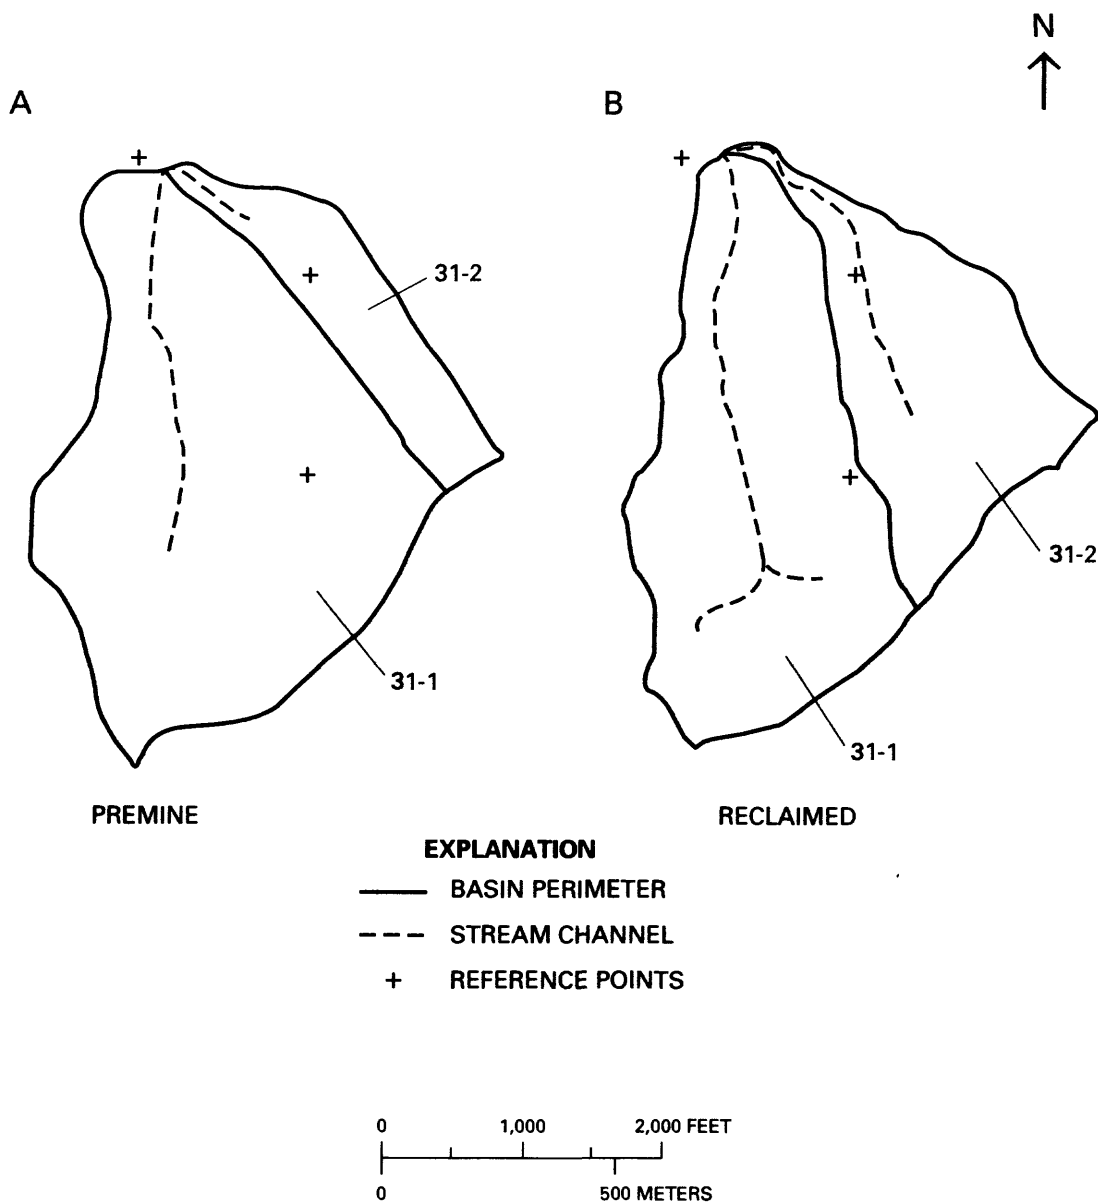 N
A
B
31-2
31-2
31-1
31-1
PREMINE
RECLAIMED
EXPLANATION
BASIN PERIMETER
STREAM CHANNEL
+ REFERENCE POINTS
0 1,000 2,000 FEET
0 500 METERS